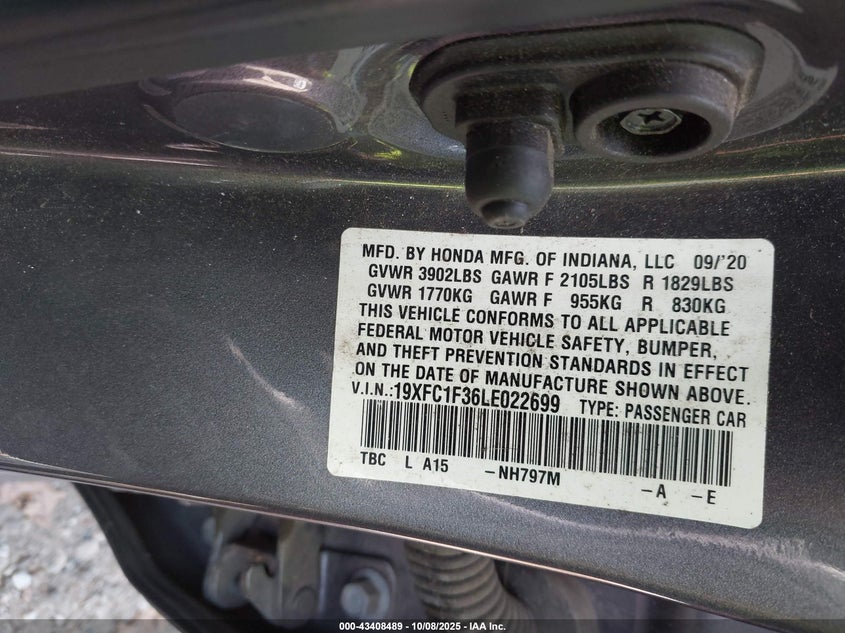 MFD. BY HONDA MFG. OF INDIANA, LLC 09/'20
GVWR 3902LBS GAWR F 2105LBS R 1829LBS
GVWR 1770KG GAWR F 955KG R 830KG
THIS VEHICLE CONFORMS TO ALL APPLICABLE
FEDERAL MOTOR VEHICLE SAFETY, BUMPER,
AND THEFT PREVENTION STANDARDS IN EFFECT
ON THE DATE OF MANUFACTURE SHOWN ABOVE.
V.I.N.:19XFC1F36LE022699 TYPE: PASSENGER CAR
TBC L A15 -NH797M -A -E
000-43408489 - 10/08/2025 - IAA Inc.